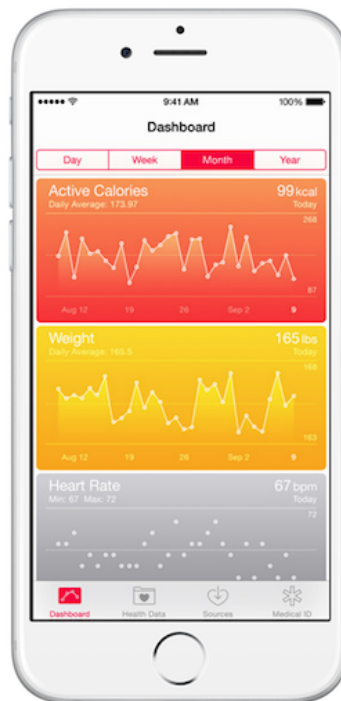 9:41 AM 100%
Dashboard
Day Week Month Year
Active Calories 99 kcal
Daily Average: 173.97 Today
268
87
Aug 12 19 26 Sep 2 9
Weight 165 lbs
Daily Average: 165.5 Today
168
163
Aug 12 19 26 Sep 2 9
Heart Rate 67 bpm
Min: 67 Max: 72 Today
72
Dashboard Health Data Sources Medical ID